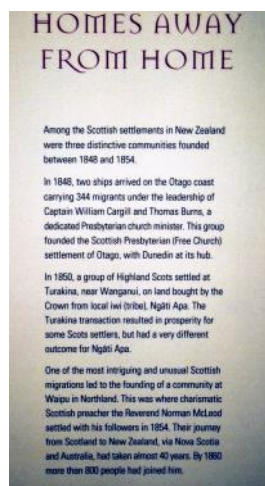 HOMES AWAY
FROM HOME
Among the Scottish settlements in New Zealand
were three distinctive communities founded
between 1848 and 1854.
In 1848, two ships arrived on the Otago coast
carrying 344 migrants under the leadership of
Captain William Cargill and Thomas Burns, a
dedicated Presbyterian church minister. This group
founded the Scottish Presbyterian (Free Church)
settlement of Otago, with Dunedin at its hub.
In 1850, a group of Highland Scots settled at
Turakina, near Wanganui, on land bought by the
Crown from local iwi (tribe), Ngāti Apa. The
Turakina transaction resulted in prosperity for
some Scots settlers, but had a very different
outcome for Ngāti Apa.
One of the most intriguing and unusual Scottish
migrations led to the founding of a community at
Waipu in Northland. This was where charismatic
Scottish preacher the Reverend Norman McLeod
settled with his followers in 1854. Their journey
from Scotland to New Zealand, via Nova Scotia
and Australia, had taken almost 40 years. By 1860
more than 800 people had joined him.